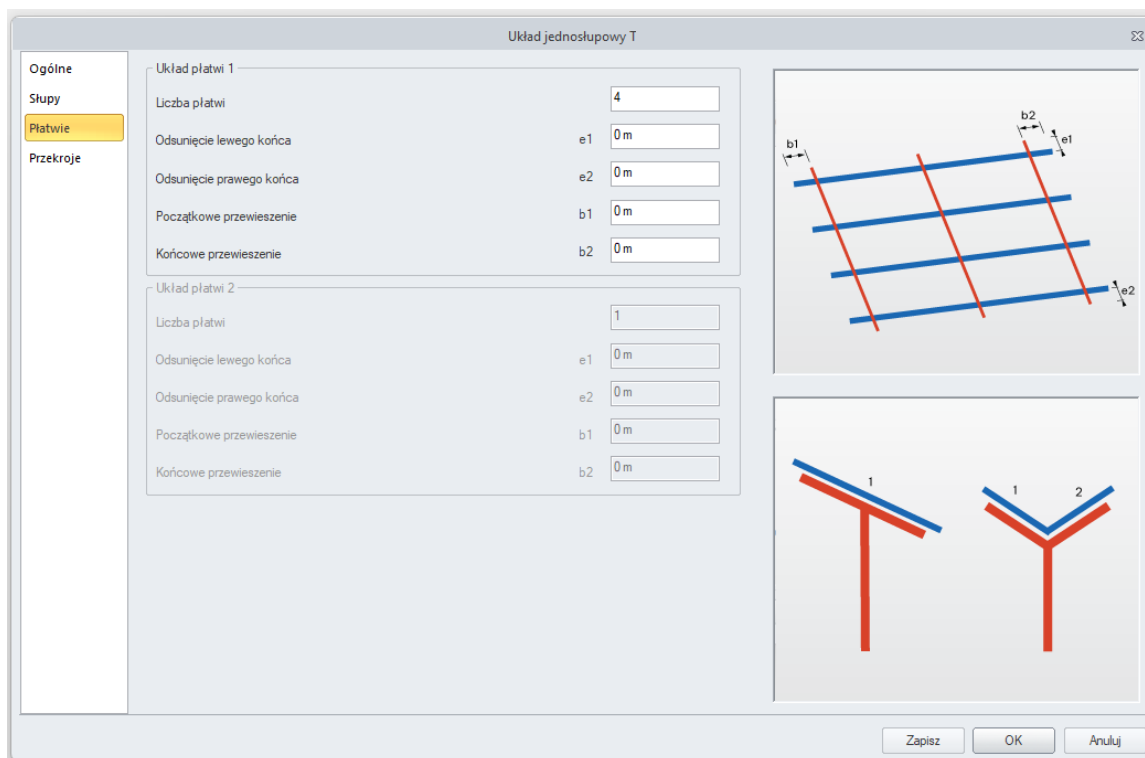 Układ jednosłupowy T
Ogólne
Słupy
Płatwie
Przekroje
Układ płatwi 1
Liczba płatwi 4
Odsunięcie lewego końca e1 0 m
Odsunięcie prawego końca e2 0 m
Początkowe przewieszenie b1 0 m
Końcowe przewieszenie b2 0 m
Układ płatwi 2
Liczba płatwi 1
Odsunięcie lewego końca e1 0 m
Odsunięcie prawego końca e2 0 m
Początkowe przewieszenie b1 0 m
Końcowe przewieszenie b2 0 m
b2
e1
b1
e2
1
1 2
Zapisz OK Anuluj